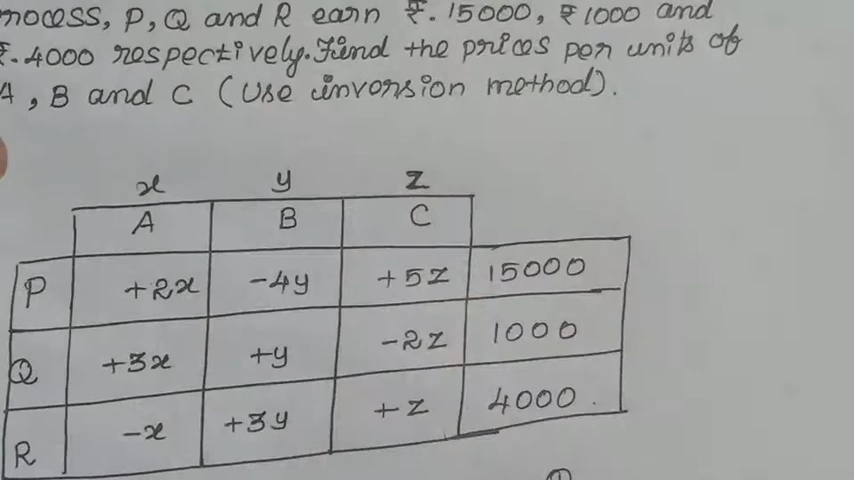 P, Q and R earn ₹. 15000, ₹ 1000 and
₹. 4000 respectively. Find the prices per units of
A, B and C (Use inversion method).
x y z
A B C
P +2x -4y +5z 15000
Q +3x +y -2z 1000
R -x +3y +z 4000.